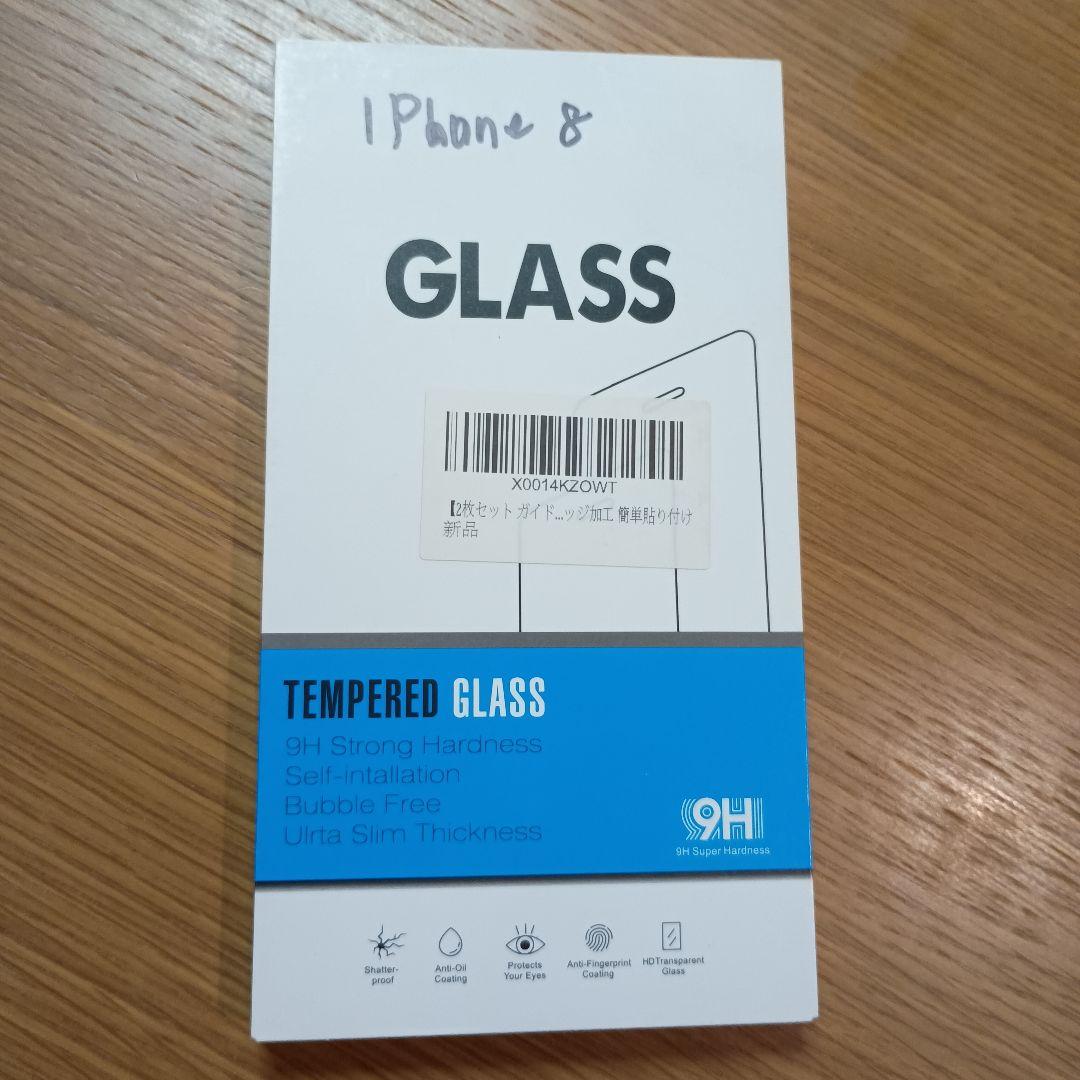 IPhone 8
GLASS
X0014KZOWT
【2枚セット ガイド...ッジ加工 簡単貼り付け
新品
TEMPERED GLASS
9H Strong Hardness
Self-intallation
Bubble Free
Ulrta Slim Thickness
9H
9H Super Hardness
Shatter-
proof
Anti-Oil
Coating
Protects
Your Eyes
Anti-Fingerprint
Coating
HDTransparent
Glass